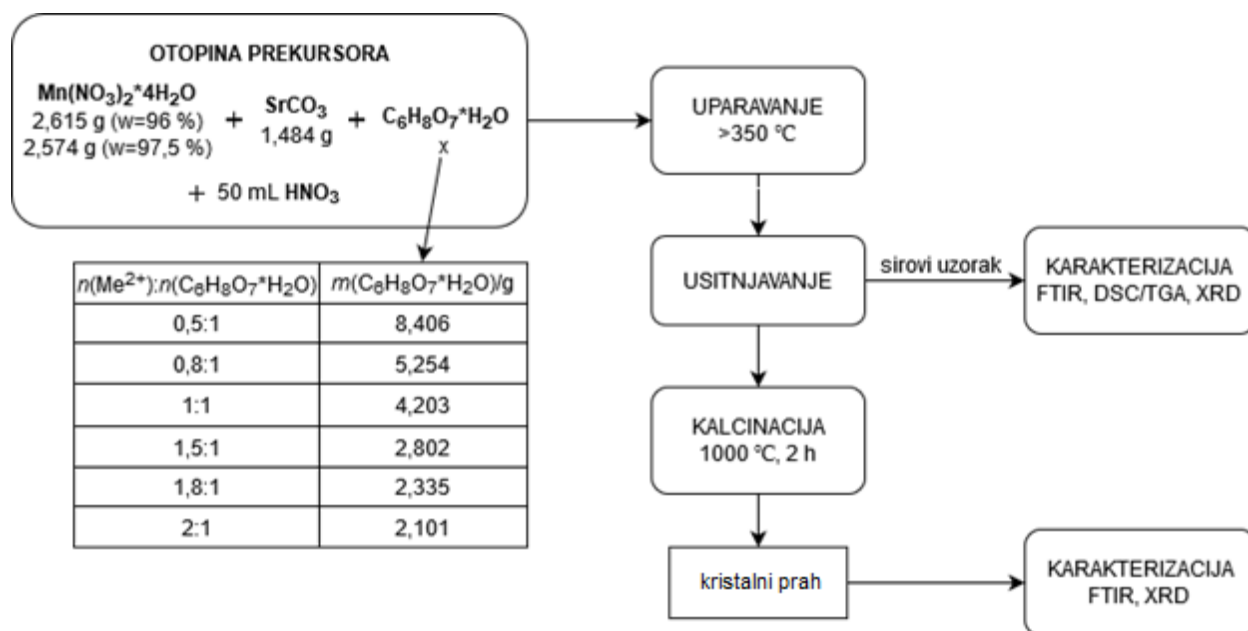 OTOPINA PREKURSORA
Mn(NO₃)₂*4H₂O
2,615 g (w=96 %)
2,574 g (w=97,5 %)
+
SrCO₃
1,484 g
+
C₆H₈O₇*H₂O
x
+ 50 mL HNO₃
n(Me²⁺):n(C₆H₈O₇*H₂O) m(C₆H₈O₇*H₂O)/g
0,5:1 8,406
0,8:1 5,254
1:1 4,203
1,5:1 2,802
1,8:1 2,335
2:1 2,101
UPARAVANJE
>350 ℃
USITNJAVANJE
sirovi uzorak
KARAKTERIZACIJA
FTIR, DSC/TGA, XRD
KALCINACIJA
1000 ℃, 2 h
kristalni prah
KARAKTERIZACIJA
FTIR, XRD